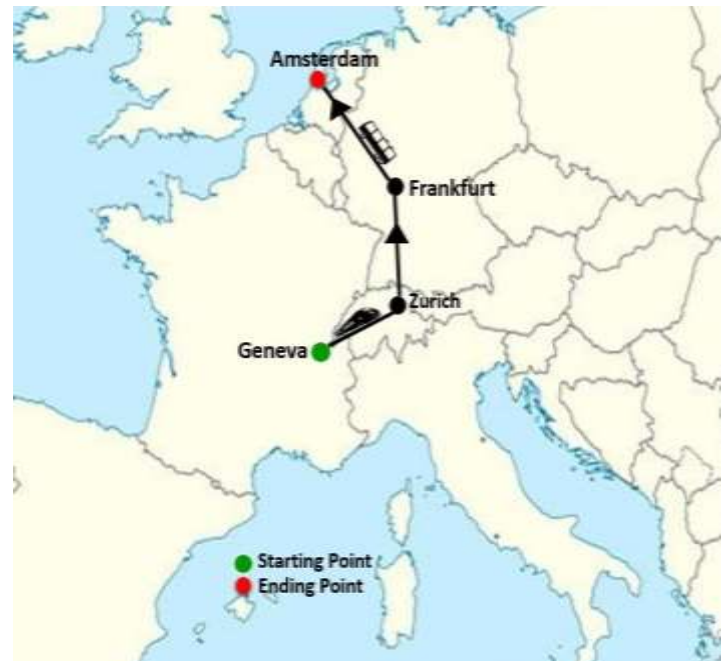 Amsterdam
Frankfurt
Zurich
Geneva
Starting Point
Ending Point